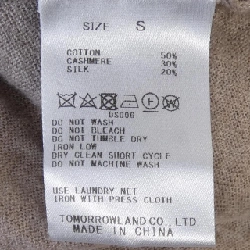 SIZE S
COTTON 50%
CASHMERE 30%
SILK 20%
DO NOT WASH
DO NOT BLEACH
DO NOT TUMBLE DRY
IRON LOW
DRY CLEAN SHORT CYCLE
DO NOT MACHINE WASH
USE LAUNDRY NET
IRON WITH PRESS CLOTH
TOMORROWLAND CO., LTD
MADE IN CHINA